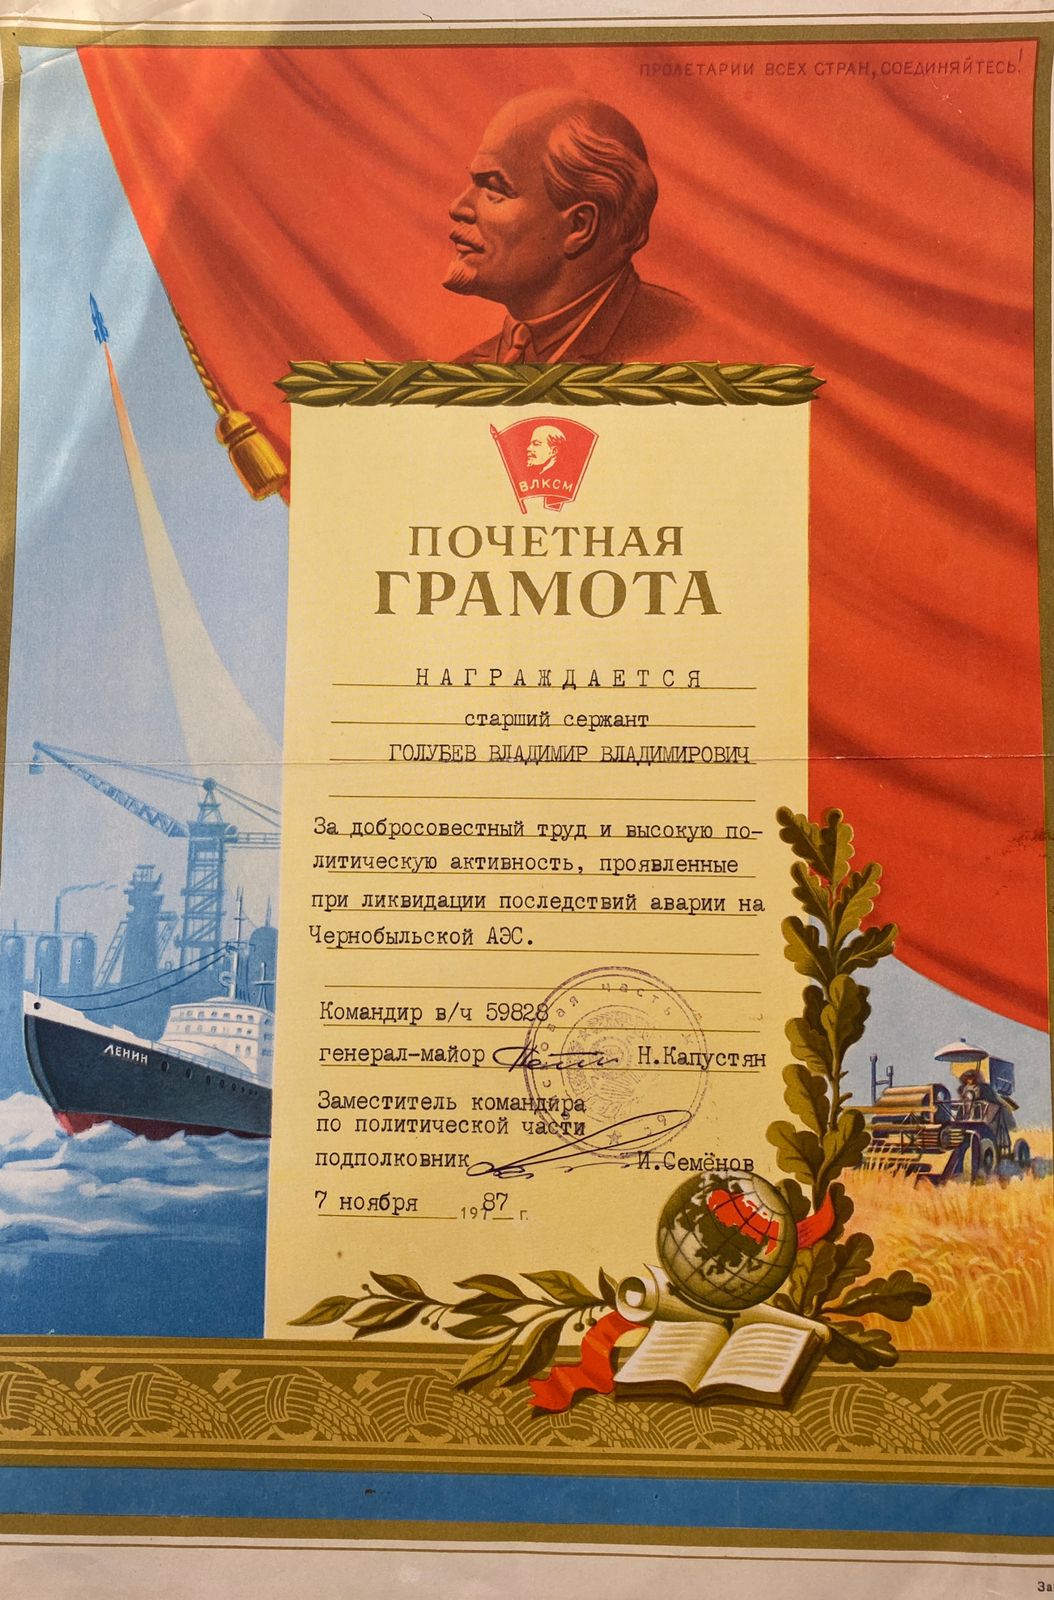 ПРОЛЕТАРИИ ВСЕХ СТРАН, СОЕДИНЯЙТЕСЬ!
ВЛКСМ
ПОЧЕТНАЯ
ГРАМОТА
НАГРАЖДАЕТСЯ
старший сержант
ГОЛУБЕВ ВЛАДИМИР ВЛАДИМИРОВИЧ
За добросовестный труд и высокую по-
литическую активность, проявленные
при ликвидации последствий аварии на
Чернобыльской АЭС.
Командир в/ч 59828
генерал-майор Н.Капустян
Заместитель командира
по политической части
подполковник И.Семёнов
7 ноября 1987 г.
ЛЕНИН